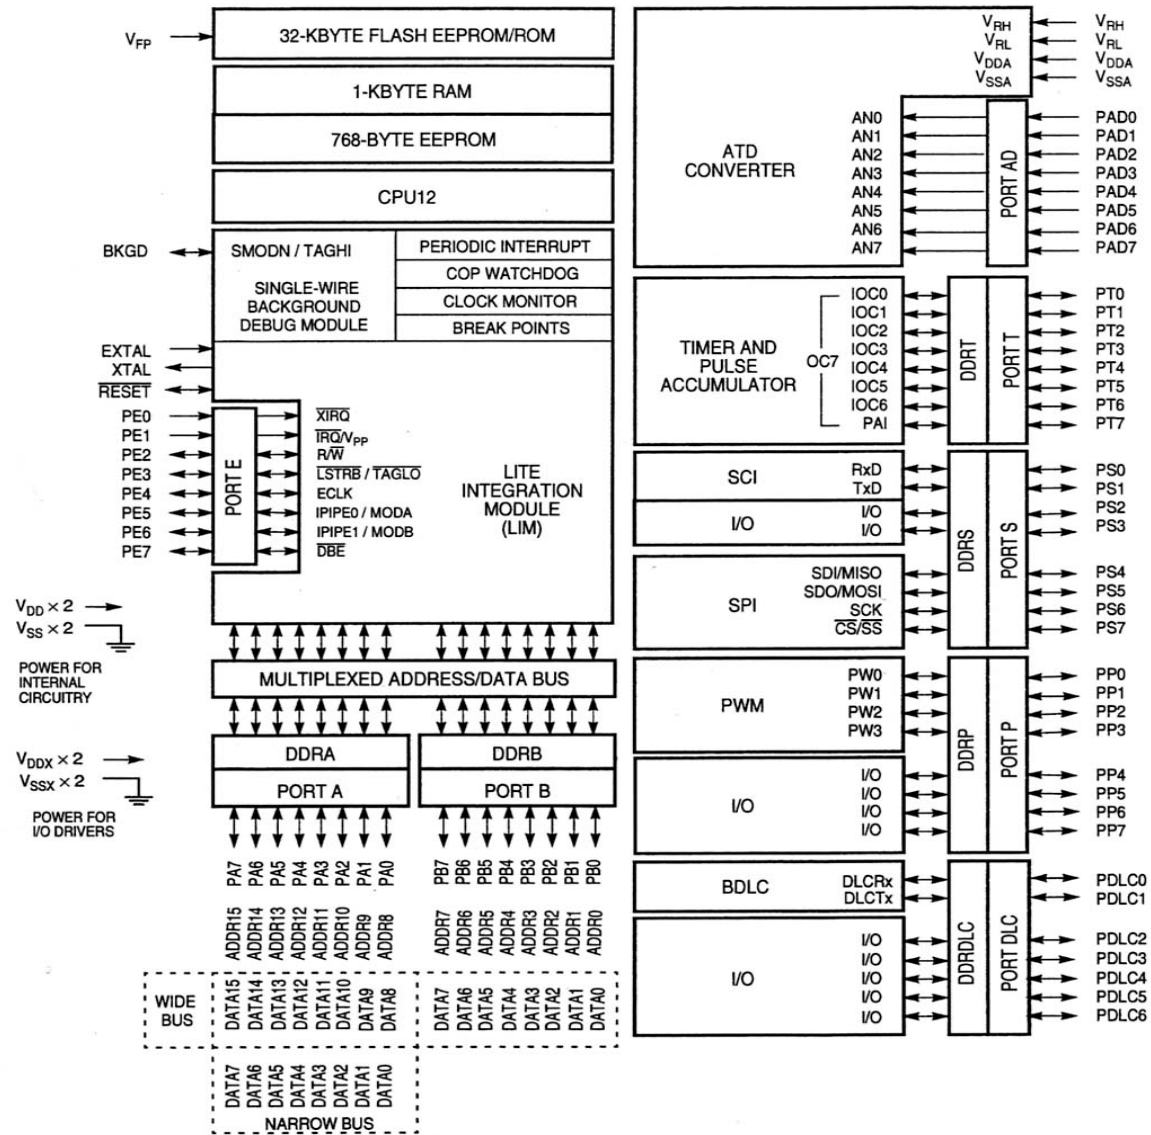 VFP
32-KBYTE FLASH EEPROM/ROM
1-KBYTE RAM
768-BYTE EEPROM
CPU12
BKGD
SMODN / TAGHI
SINGLE-WIRE
BACKGROUND
DEBUG MODULE
PERIODIC INTERRUPT
COP WATCHDOG
CLOCK MONITOR
BREAK POINTS
EXTAL
XTAL
RESET
PE0
PE1
PE2
PE3
PE4
PE5
PE6
PE7
PORT E
XIRQ
IRQ/VPP
R/W
LSTRB / TAGLO
ECLK
IPIPE0 / MODA
IPIPE1 / MODB
DBE
LITE
INTEGRATION
MODULE
(LIM)
VDD × 2
VSS × 2
POWER FOR
INTERNAL
CIRCUITRY
MULTIPLEXED ADDRESS/DATA BUS
VDDX × 2
VSSX × 2
POWER FOR
I/O DRIVERS
DDRA
PORT A
DDRB
PORT B
PA7 PA6 PA5 PA4 PA3 PA2 PA1 PA0
PB7 PB6 PB5 PB4 PB3 PB2 PB1 PB0
ADDR15 ADDR14 ADDR13 ADDR12 ADDR11 ADDR10 ADDR9 ADDR8
ADDR7 ADDR6 ADDR5 ADDR4 ADDR3 ADDR2 ADDR1 ADDR0
WIDE
BUS
DATA15 DATA14 DATA13 DATA12 DATA11 DATA10 DATA9 DATA8
DATA7 DATA6 DATA5 DATA4 DATA3 DATA2 DATA1 DATA0
DATA7 DATA6 DATA5 DATA4 DATA3 DATA2 DATA1 DATA0
NARROW BUS
ATD
CONVERTER
VRH VRH
VRL VRL
VDDA VDDA
VSSA VSSA
AN0
AN1
AN2
AN3
AN4
AN5
AN6
AN7
PORT AD
PAD0
PAD1
PAD2
PAD3
PAD4
PAD5
PAD6
PAD7
TIMER AND
PULSE
ACCUMULATOR
OC7
IOC0
IOC1
IOC2
IOC3
IOC4
IOC5
IOC6
PAI
DDRT
PORT T
PT0
PT1
PT2
PT3
PT4
PT5
PT6
PT7
SCI
RxD
TxD
I/O
I/O
I/O
SPI
SDI/MISO
SDO/MOSI
SCK
CS/SS
DDRS
PORT S
PS0
PS1
PS2
PS3
PS4
PS5
PS6
PS7
PWM
PW0
PW1
PW2
PW3
I/O
I/O
I/O
I/O
I/O
DDRP
PORT P
PP0
PP1
PP2
PP3
PP4
PP5
PP6
PP7
BDLC
DLCRx
DLCTx
I/O
I/O
I/O
I/O
I/O
I/O
DDRDLC
PORT DLC
PDLC0
PDLC1
PDLC2
PDLC3
PDLC4
PDLC5
PDLC6